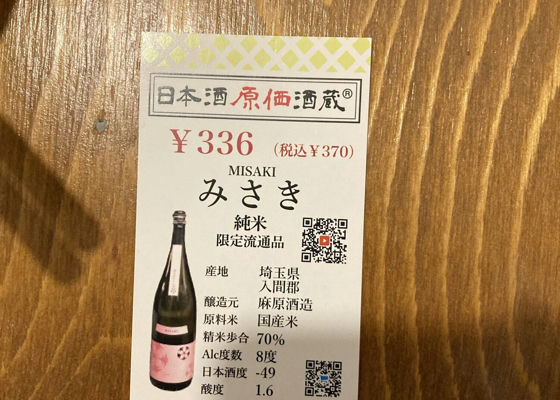 日本酒原価酒蔵®
￥336 (税込￥370)
MISAKI
みさき
純米
限定流通品
産地 埼玉県
入間郡
醸造元 麻原酒造
原料米 国産米
精米歩合 70%
Alc度数 8度
日本酒度 -49
酸度 1.6
MISAKI